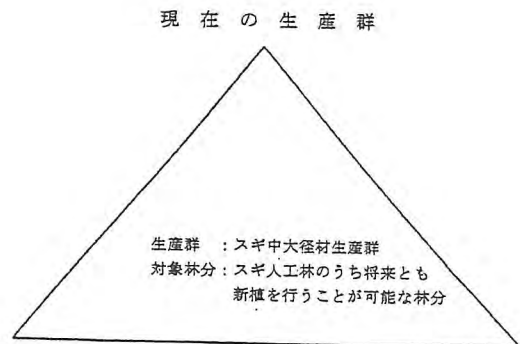 現在の生産群
生産群　：スギ中大径材生産群
対象林分：スギ人工林のうち将来とも
新植を行うことが可能な林分